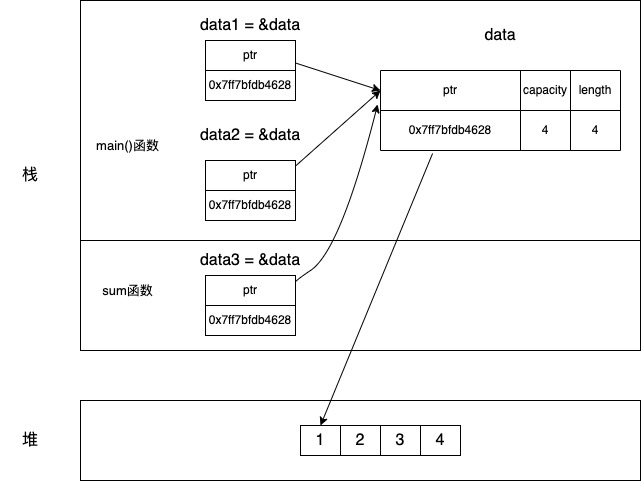 data1 = &data
ptr
0x7ff7bfdb4628
data
ptr capacity length
0x7ff7bfdb4628 4 4
data2 = &data
ptr
0x7ff7bfdb4628
main()函数
栈
data3 = &data
ptr
0x7ff7bfdb4628
sum函数
堆
1 2 3 4